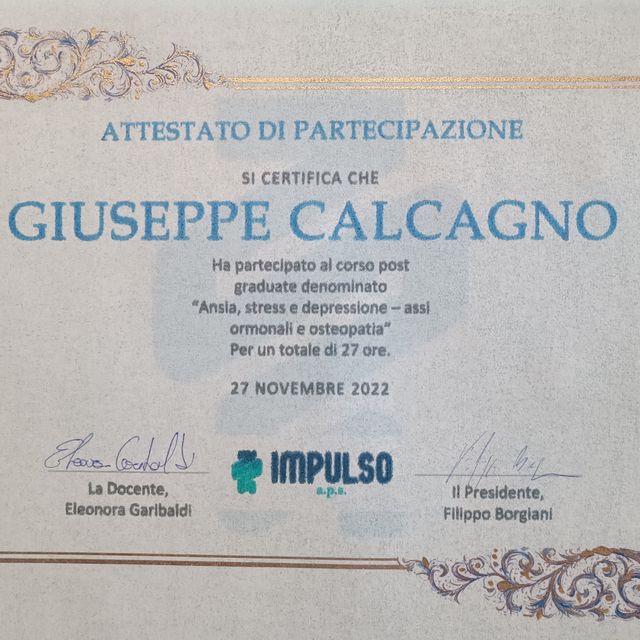 ATTESTATO DI PARTECIPAZIONE
SI CERTIFICA CHE
GIUSEPPE CALCAGNO
Ha partecipato al corso post
graduate denominato
"Ansia, stress e depressione – assi
ormonali e osteopatia"
Per un totale di 27 ore.
27 NOVEMBRE 2022
IMPULSO
a.p.s.
La Docente,
Eleonora Garibaldi
Il Presidente,
Filippo Borgiani